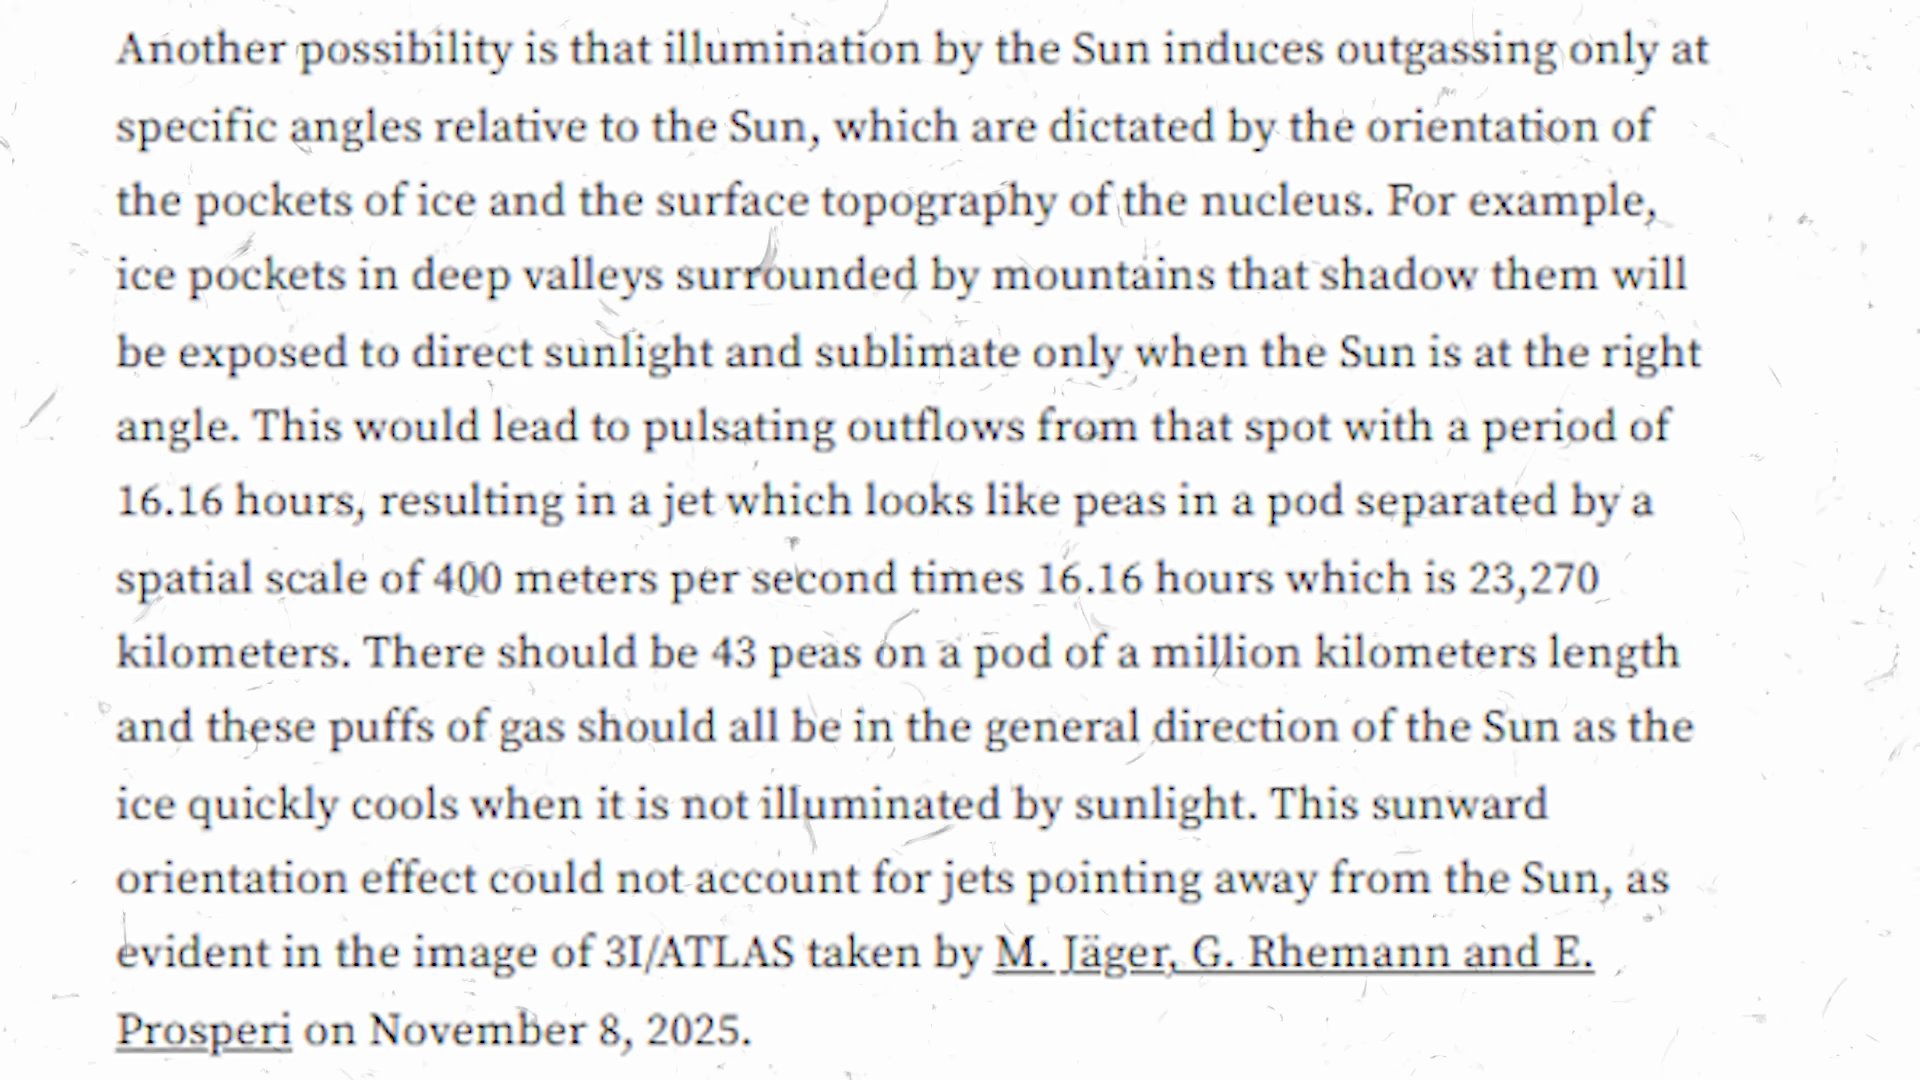 Another possibility is that illumination by the Sun induces outgassing only at
specific angles relative to the Sun, which are dictated by the orientation of
the pockets of ice and the surface topography of the nucleus. For example,
ice pockets in deep valleys surrounded by mountains that shadow them will
be exposed to direct sunlight and sublimate only when the Sun is at the right
angle. This would lead to pulsating outflows from that spot with a period of
16.16 hours, resulting in a jet which looks like peas in a pod separated by a
spatial scale of 400 meters per second times 16.16 hours which is 23,270
kilometers. There should be 43 peas on a pod of a million kilometers length
and these puffs of gas should all be in the general direction of the Sun as the
ice quickly cools when it is not illuminated by sunlight. This sunward
orientation effect could not account for jets pointing away from the Sun, as
evident in the image of 3I/ATLAS taken by M. Jäger, G. Rhemann and E.
Prosperi on November 8, 2025.